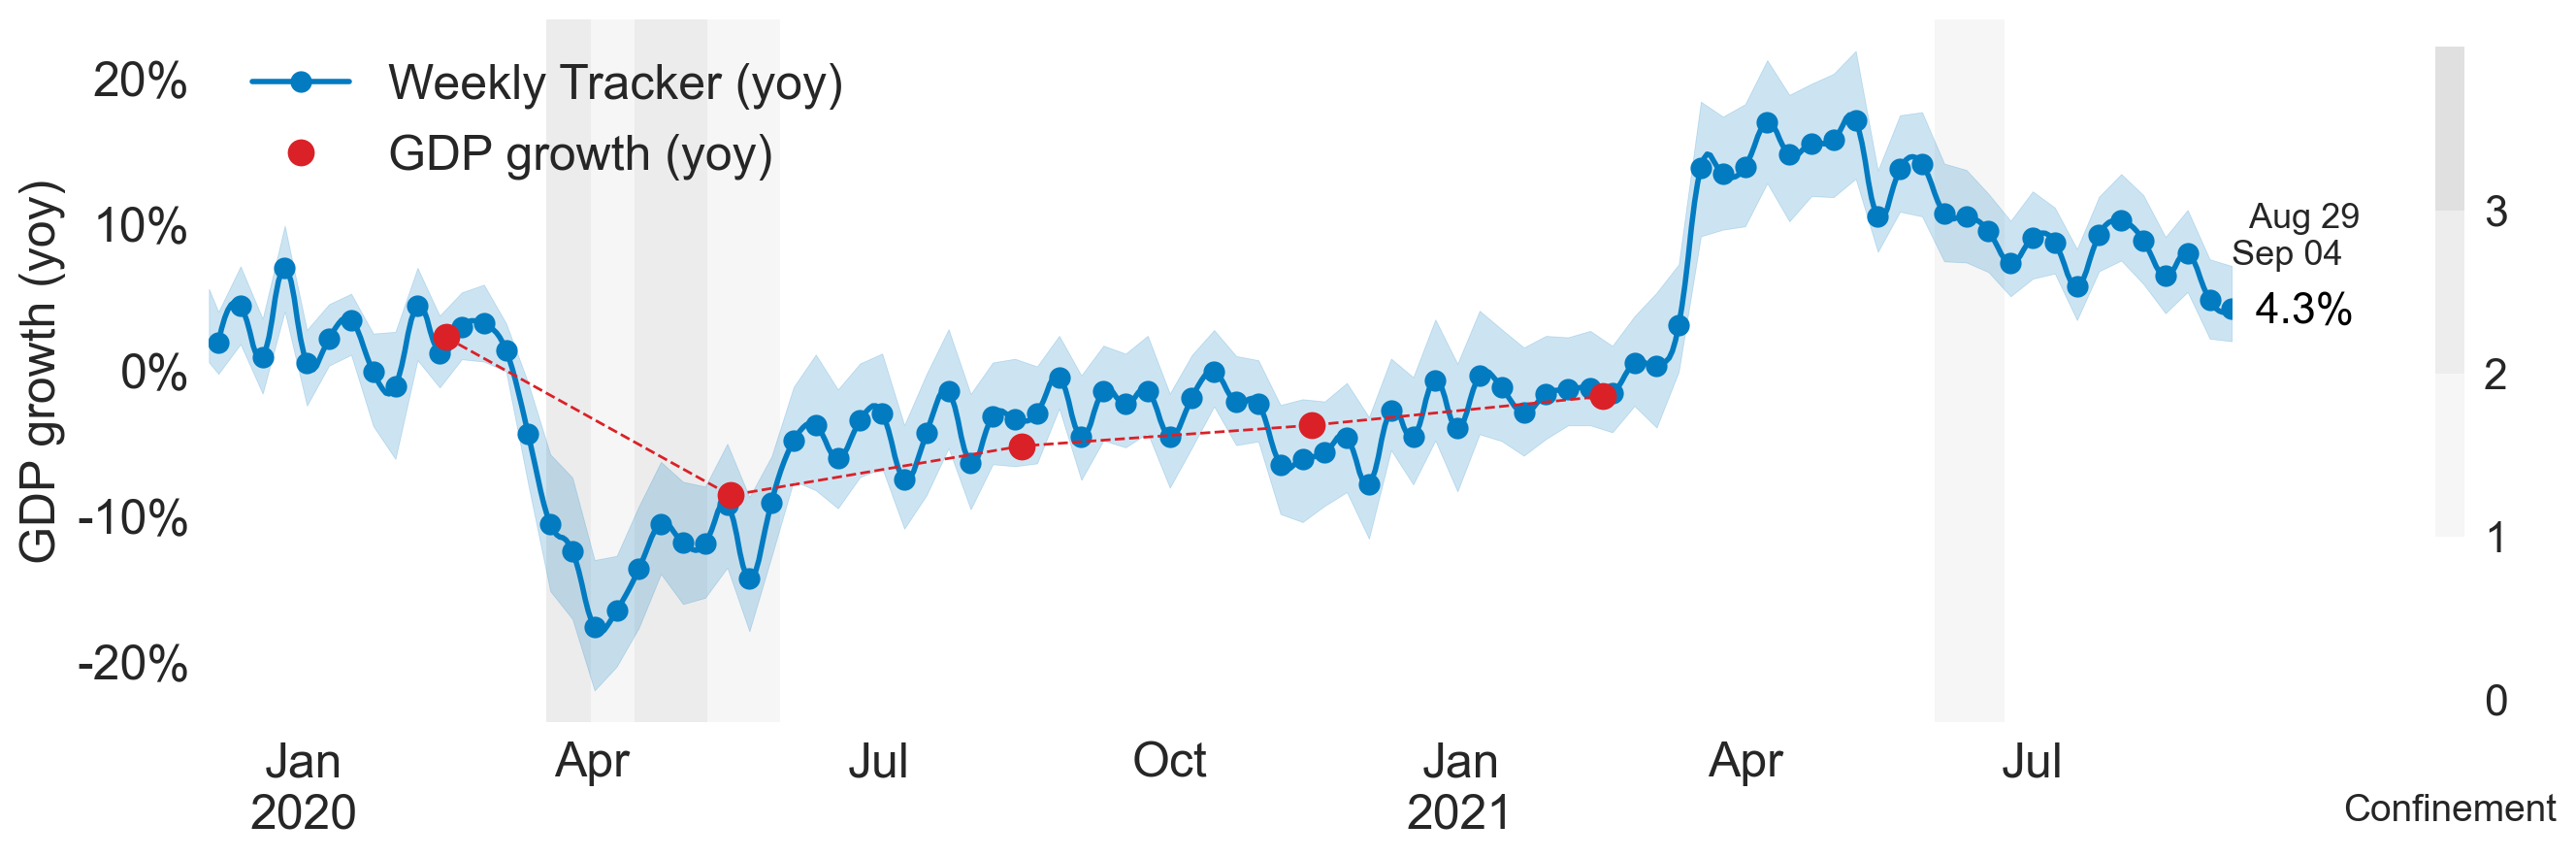 Weekly Tracker (yoy)
GDP growth (yoy)
GDP growth (yoy)
20%
10%
0%
-10%
-20%
Jan
2020
Apr
Jul
Oct
Jan
2021
Apr
Jul
Aug 29
Sep 04
4.3%
3
2
1
0
Confinement